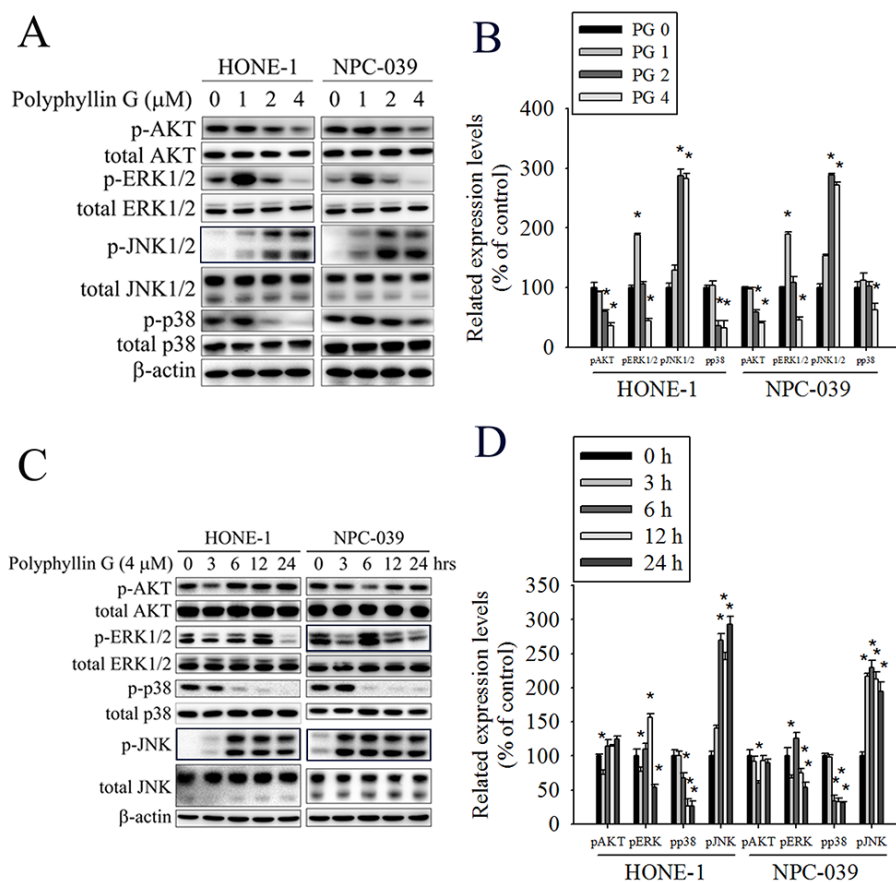 A
HONE-1 NPC-039
Polyphyllin G (μM) 0 1 2 4 0 1 2 4
p-AKT
total AKT
p-ERK1/2
total ERK1/2
p-JNK1/2
total JNK1/2
p-p38
total p38
β-actin
B
PG 0
PG 1
PG 2
PG 4
Related expression levels
(% of control)
400
300
200
100
0
* * * * * * * * * * * * * *
pAKT pERK1/2 pJNK1/2 pp38 pAKT pERK1/2 pJNK1/2 pp38
HONE-1 NPC-039
C
HONE-1 NPC-039
Polyphyllin G (4 μM) 0 3 6 12 24 0 3 6 12 24 hrs
p-AKT
total AKT
p-ERK1/2
total ERK1/2
p-p38
total p38
p-JNK
total JNK
β-actin
D
0 h
3 h
6 h
12 h
24 h
Related expression levels
(% of control)
350
300
250
200
150
100
50
0
* * * * * * * * * * * * * * * * * * *
pAKT pERK pp38 pJNK pAKT pERK pp38 pJNK
HONE-1 NPC-039